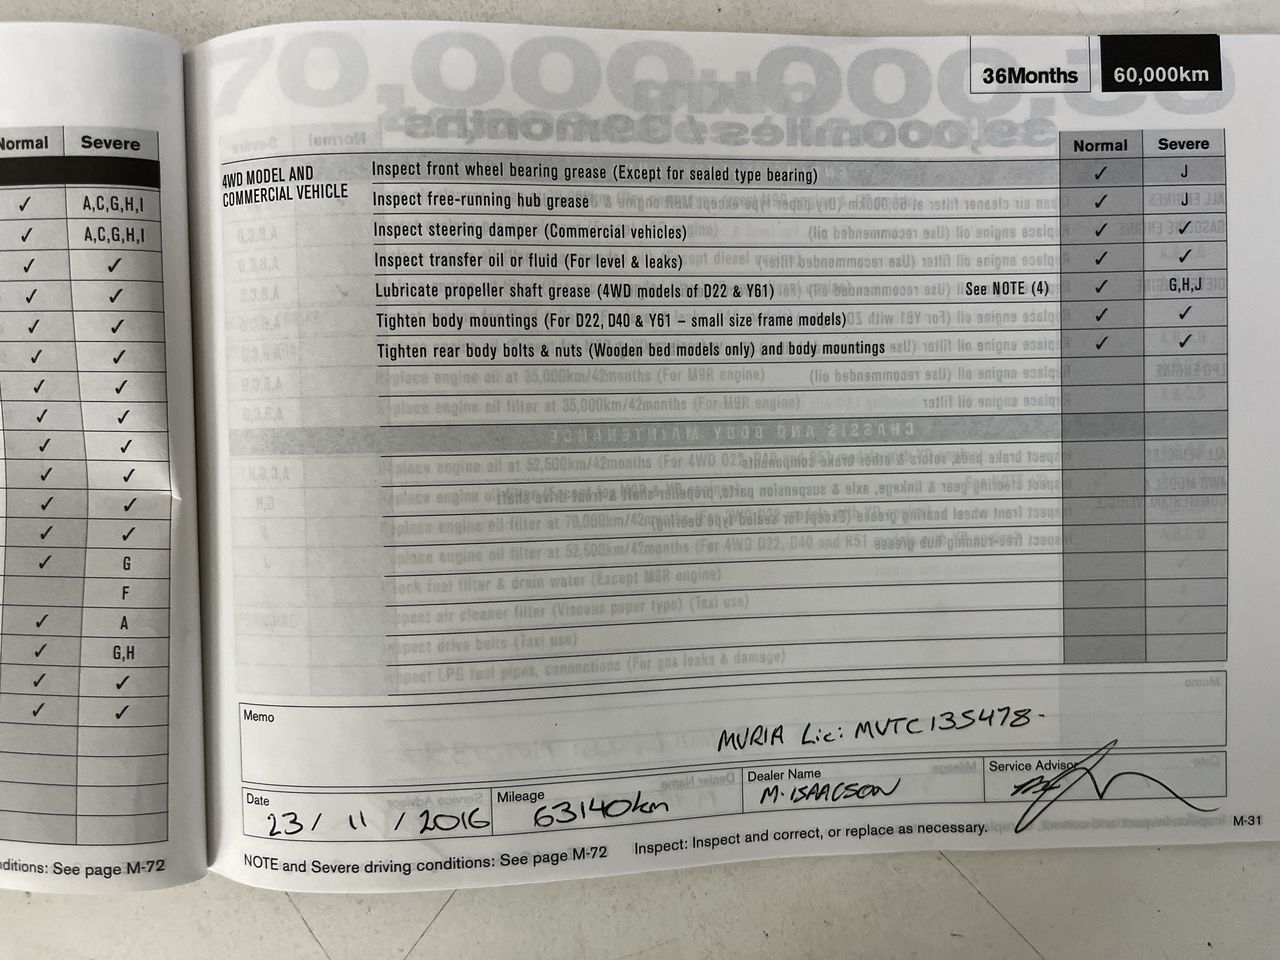 Normal Severe
✓ A,C,G,H,I
✓ A,C,G,H,I
✓ ✓
✓ ✓
✓ ✓
✓ ✓
✓ ✓
✓ ✓
✓ ✓
✓ ✓
✓ ✓
✓ ✓
✓ G
F
✓ A
✓ G,H
✓ ✓
✓ ✓
ditions: See page M-72
36Months 60,000km
Normal Severe
4WD MODEL AND
COMMERCIAL VEHICLE
Inspect front wheel bearing grease (Except for sealed type bearing) ✓ J
Inspect free-running hub grease ✓ J
Inspect steering damper (Commercial vehicles) ✓ ✓
Inspect transfer oil or fluid (For level & leaks) ✓ ✓
Lubricate propeller shaft grease (4WD models of D22 & Y61) See NOTE (4) ✓ G,H,J
Tighten body mountings (For D22, D40 & Y61 – small size frame models) ✓ ✓
Tighten rear body bolts & nuts (Wooden bed models only) and body mountings ✓ ✓
Memo
MVRIA Lic: MVTC135478-
Date Mileage Dealer Name Service Advisor
23/ 11 / 2016 63140km M. ISAACSON
NOTE and Severe driving conditions: See page M-72 Inspect: Inspect and correct, or replace as necessary.
M-31